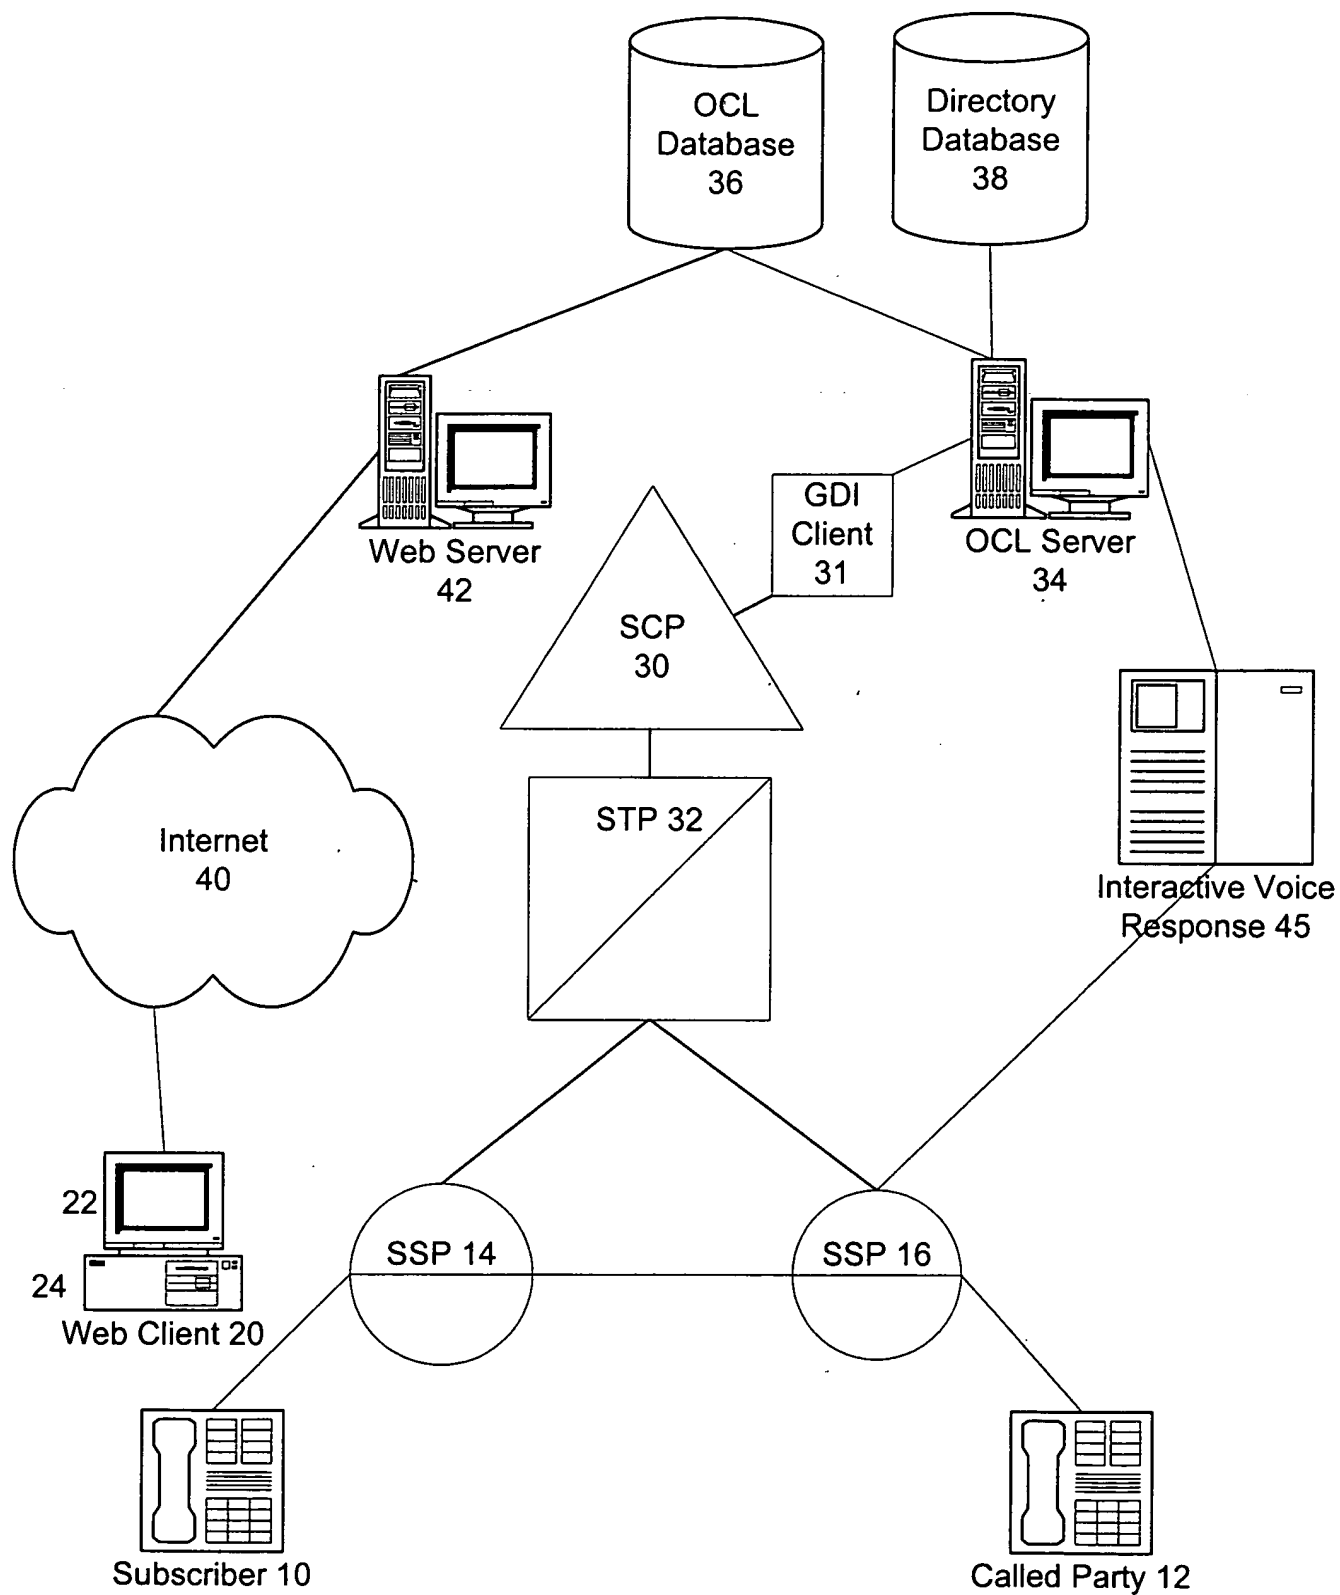 OCL
Database
36
Directory
Database
38
Web Server
42
GDI
Client
31
OCL Server
34
SCP
30
STP 32
Internet
40
Interactive Voice
Response 45
22
24
Web Client 20
SSP 14
SSP 16
Subscriber 10
Called Party 12